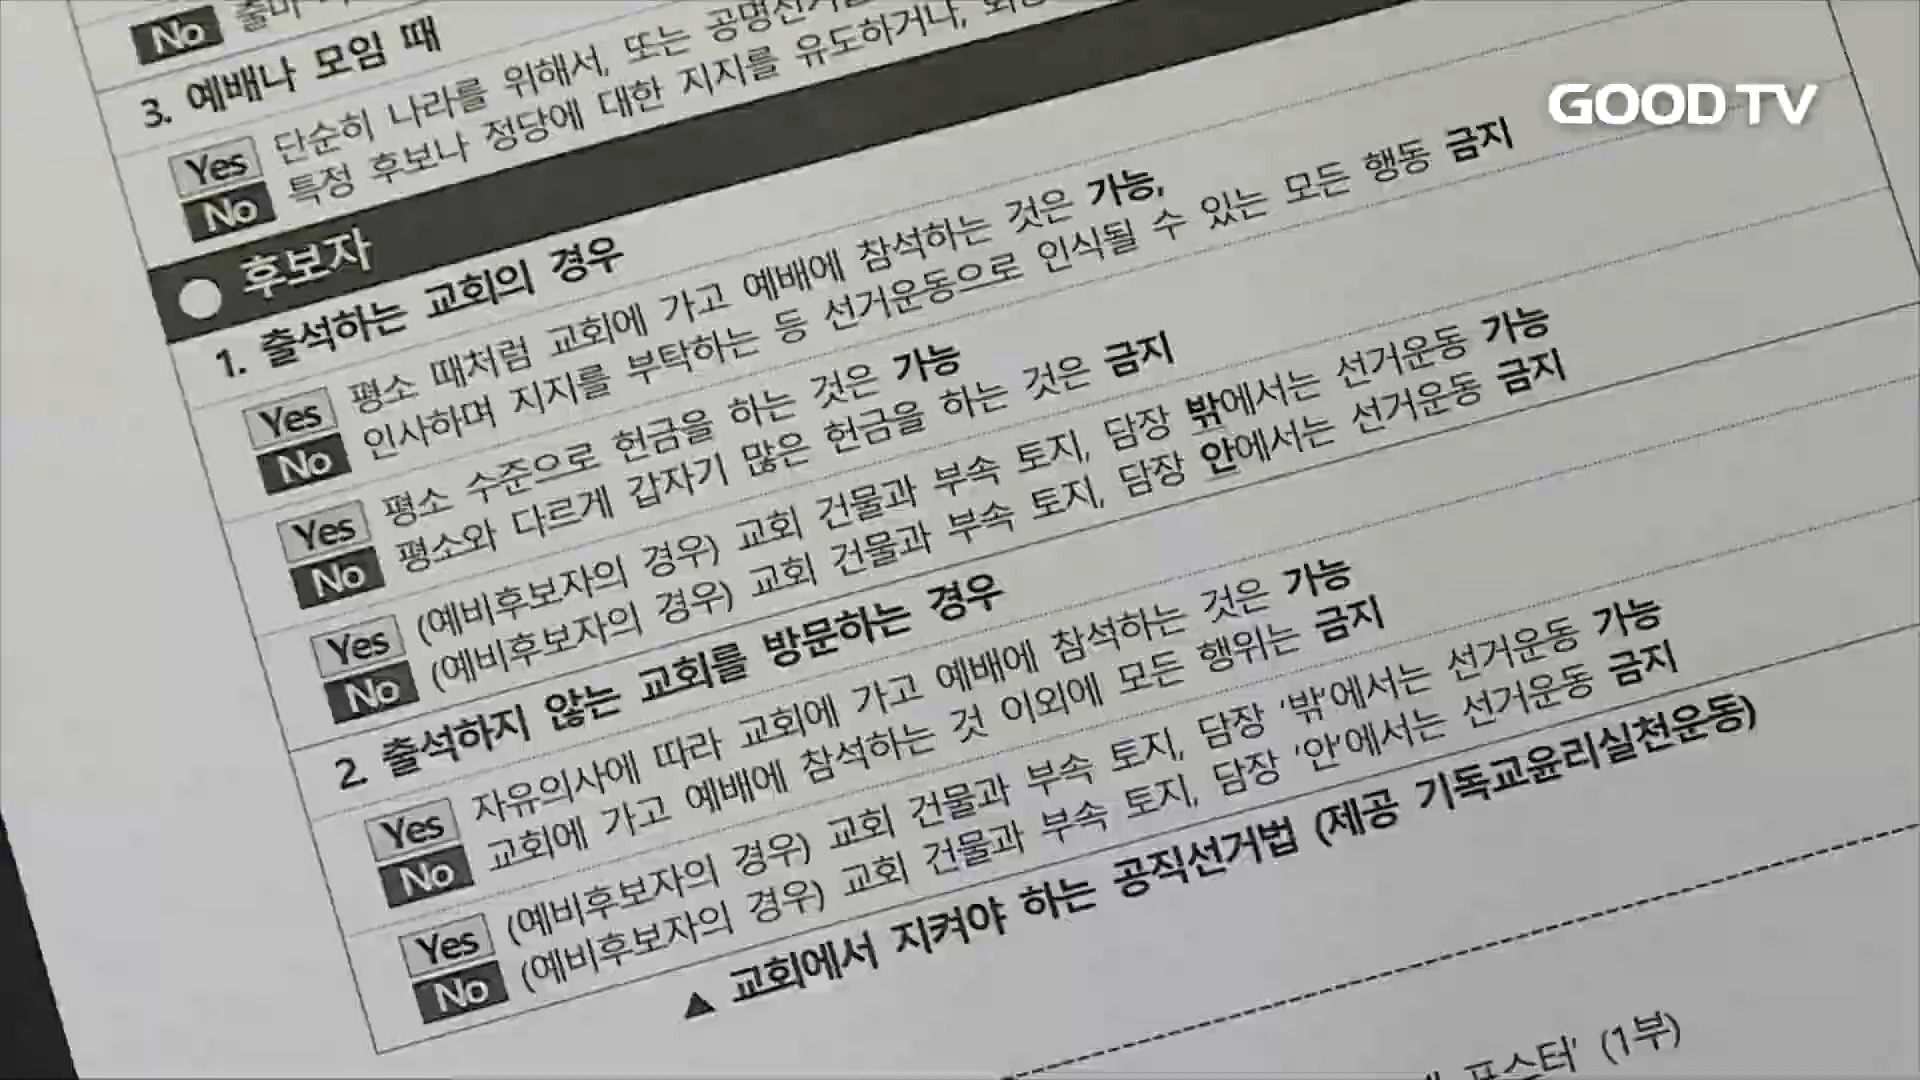 No
3. 예배나 모임 때
Yes 단순히 나라를 위해서, 또는
No 특정 후보나 정당에 대한 지지를 유도하거나,
GOOD TV
● 후보자
1. 출석하는 교회의 경우
Yes 평소 때처럼 교회에 가고 예배에 참석하는 것은 가능,
No 인사하며 지지를 부탁하는 등 선거운동으로 인식될 수 있는 모든 행동 금지
Yes 평소 수준으로 헌금을 하는 것은 가능
No 평소와 다르게 갑자기 많은 헌금을 하는 것은 금지
Yes (예비후보자의 경우) 교회 건물과 부속 토지, 담장 밖에서는 선거운동 가능
No (예비후보자의 경우) 교회 건물과 부속 토지, 담장 안에서는 선거운동 금지
2. 출석하지 않는 교회를 방문하는 경우
Yes 자유의사에 따라 교회에 가고 예배에 참석하는 것은 가능
No 교회에 가고 예배에 참석하는 것 이외에 모든 행위는 금지
Yes (예비후보자의 경우) 교회 건물과 부속 토지, 담장 '밖'에서는 선거운동 가능
No (예비후보자의 경우) 교회 건물과 부속 토지, 담장 '안'에서는 선거운동 금지
▲ 교회에서 지켜야 하는 공직선거법 (제공 기독교윤리실천운동)
포스터' (1부)